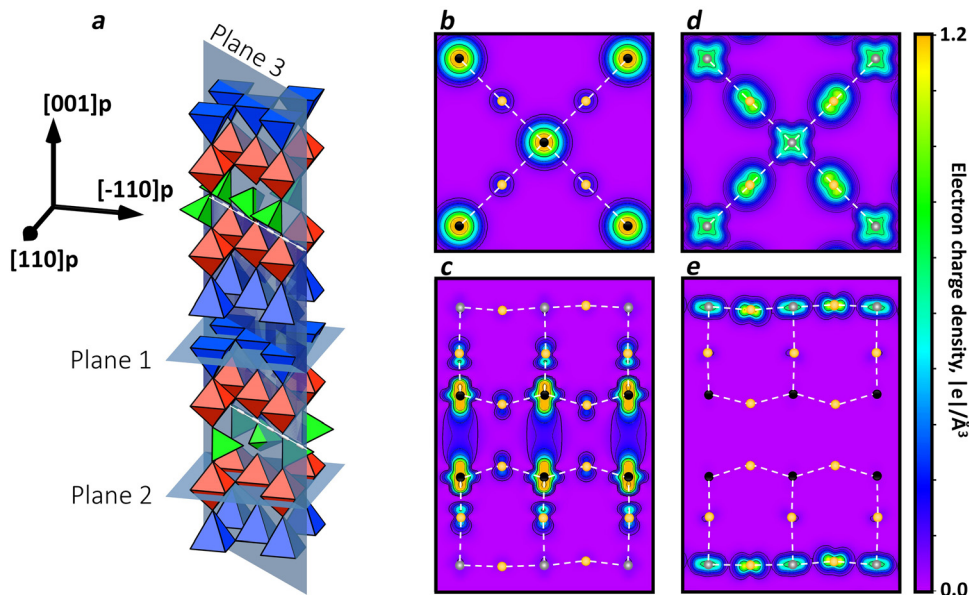 a
b
d
Plane 3
[001]p
[-110]p
[110]p
Plane 1
Plane 2
c
e
1.2
Electron charge density, |e|/Å³
0.0